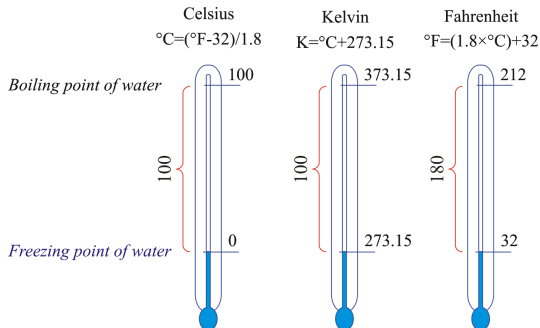 Celsius
°C=(°F-32)/1.8
Kelvin
K=°C+273.15
Fahrenheit
°F=(1.8×°C)+32
Boiling point of water
100
373.15
212
100
100
180
Freezing point of water
0
273.15
32